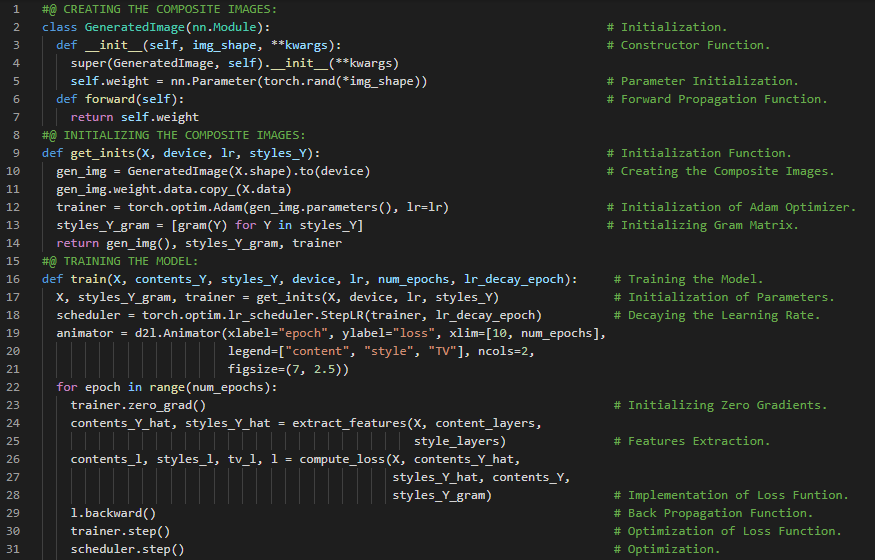 1 #@ CREATING THE COMPOSITE IMAGES:
2 class GeneratedImage(nn.Module): # Initialization.
3 def __init__(self, img_shape, **kwargs): # Constructor Function.
4 super(GeneratedImage, self).__init__(**kwargs)
5 self.weight = nn.Parameter(torch.rand(*img_shape)) # Parameter Initialization.
6 def forward(self): # Forward Propagation Function.
7 return self.weight
8 #@ INITIALIZING THE COMPOSITE IMAGES:
9 def get_inits(X, device, lr, styles_Y): # Initialization Function.
10 gen_img = GeneratedImage(X.shape).to(device) # Creating the Composite Images.
11 gen_img.weight.data.copy_(X.data)
12 trainer = torch.optim.Adam(gen_img.parameters(), lr=lr) # Initialization of Adam Optimizer.
13 styles_Y_gram = [gram(Y) for Y in styles_Y] # Initializing Gram Matrix.
14 return gen_img(), styles_Y_gram, trainer
15 #@ TRAINING THE MODEL:
16 def train(X, contents_Y, styles_Y, device, lr, num_epochs, lr_decay_epoch): # Training the Model.
17 X, styles_Y_gram, trainer = get_inits(X, device, lr, styles_Y) # Initialization of Parameters.
18 scheduler = torch.optim.lr_scheduler.StepLR(trainer, lr_decay_epoch) # Decaying the Learning Rate.
19 animator = d2l.Animator(xlabel="epoch", ylabel="loss", xlim=[10, num_epochs],
20 legend=["content", "style", "TV"], ncols=2,
21 figsize=(7, 2.5))
22 for epoch in range(num_epochs):
23 trainer.zero_grad() # Initializing Zero Gradients.
24 contents_Y_hat, styles_Y_hat = extract_features(X, content_layers,
25 style_layers) # Features Extraction.
26 contents_l, styles_l, tv_l, l = compute_loss(X, contents_Y_hat,
27 styles_Y_hat, contents_Y,
28 styles_Y_gram) # Implementation of Loss Funtion.
29 l.backward() # Back Propagation Function.
30 trainer.step() # Optimization of Loss Function.
31 scheduler.step() # Optimization.